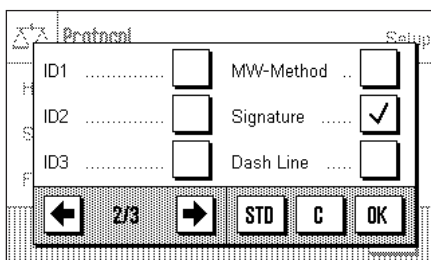 Protocol Setup
ID1 .............. MW-Method ..
ID2 .............. Signature ......
ID3 .............. Dash Line .....
2/3 STD C OK